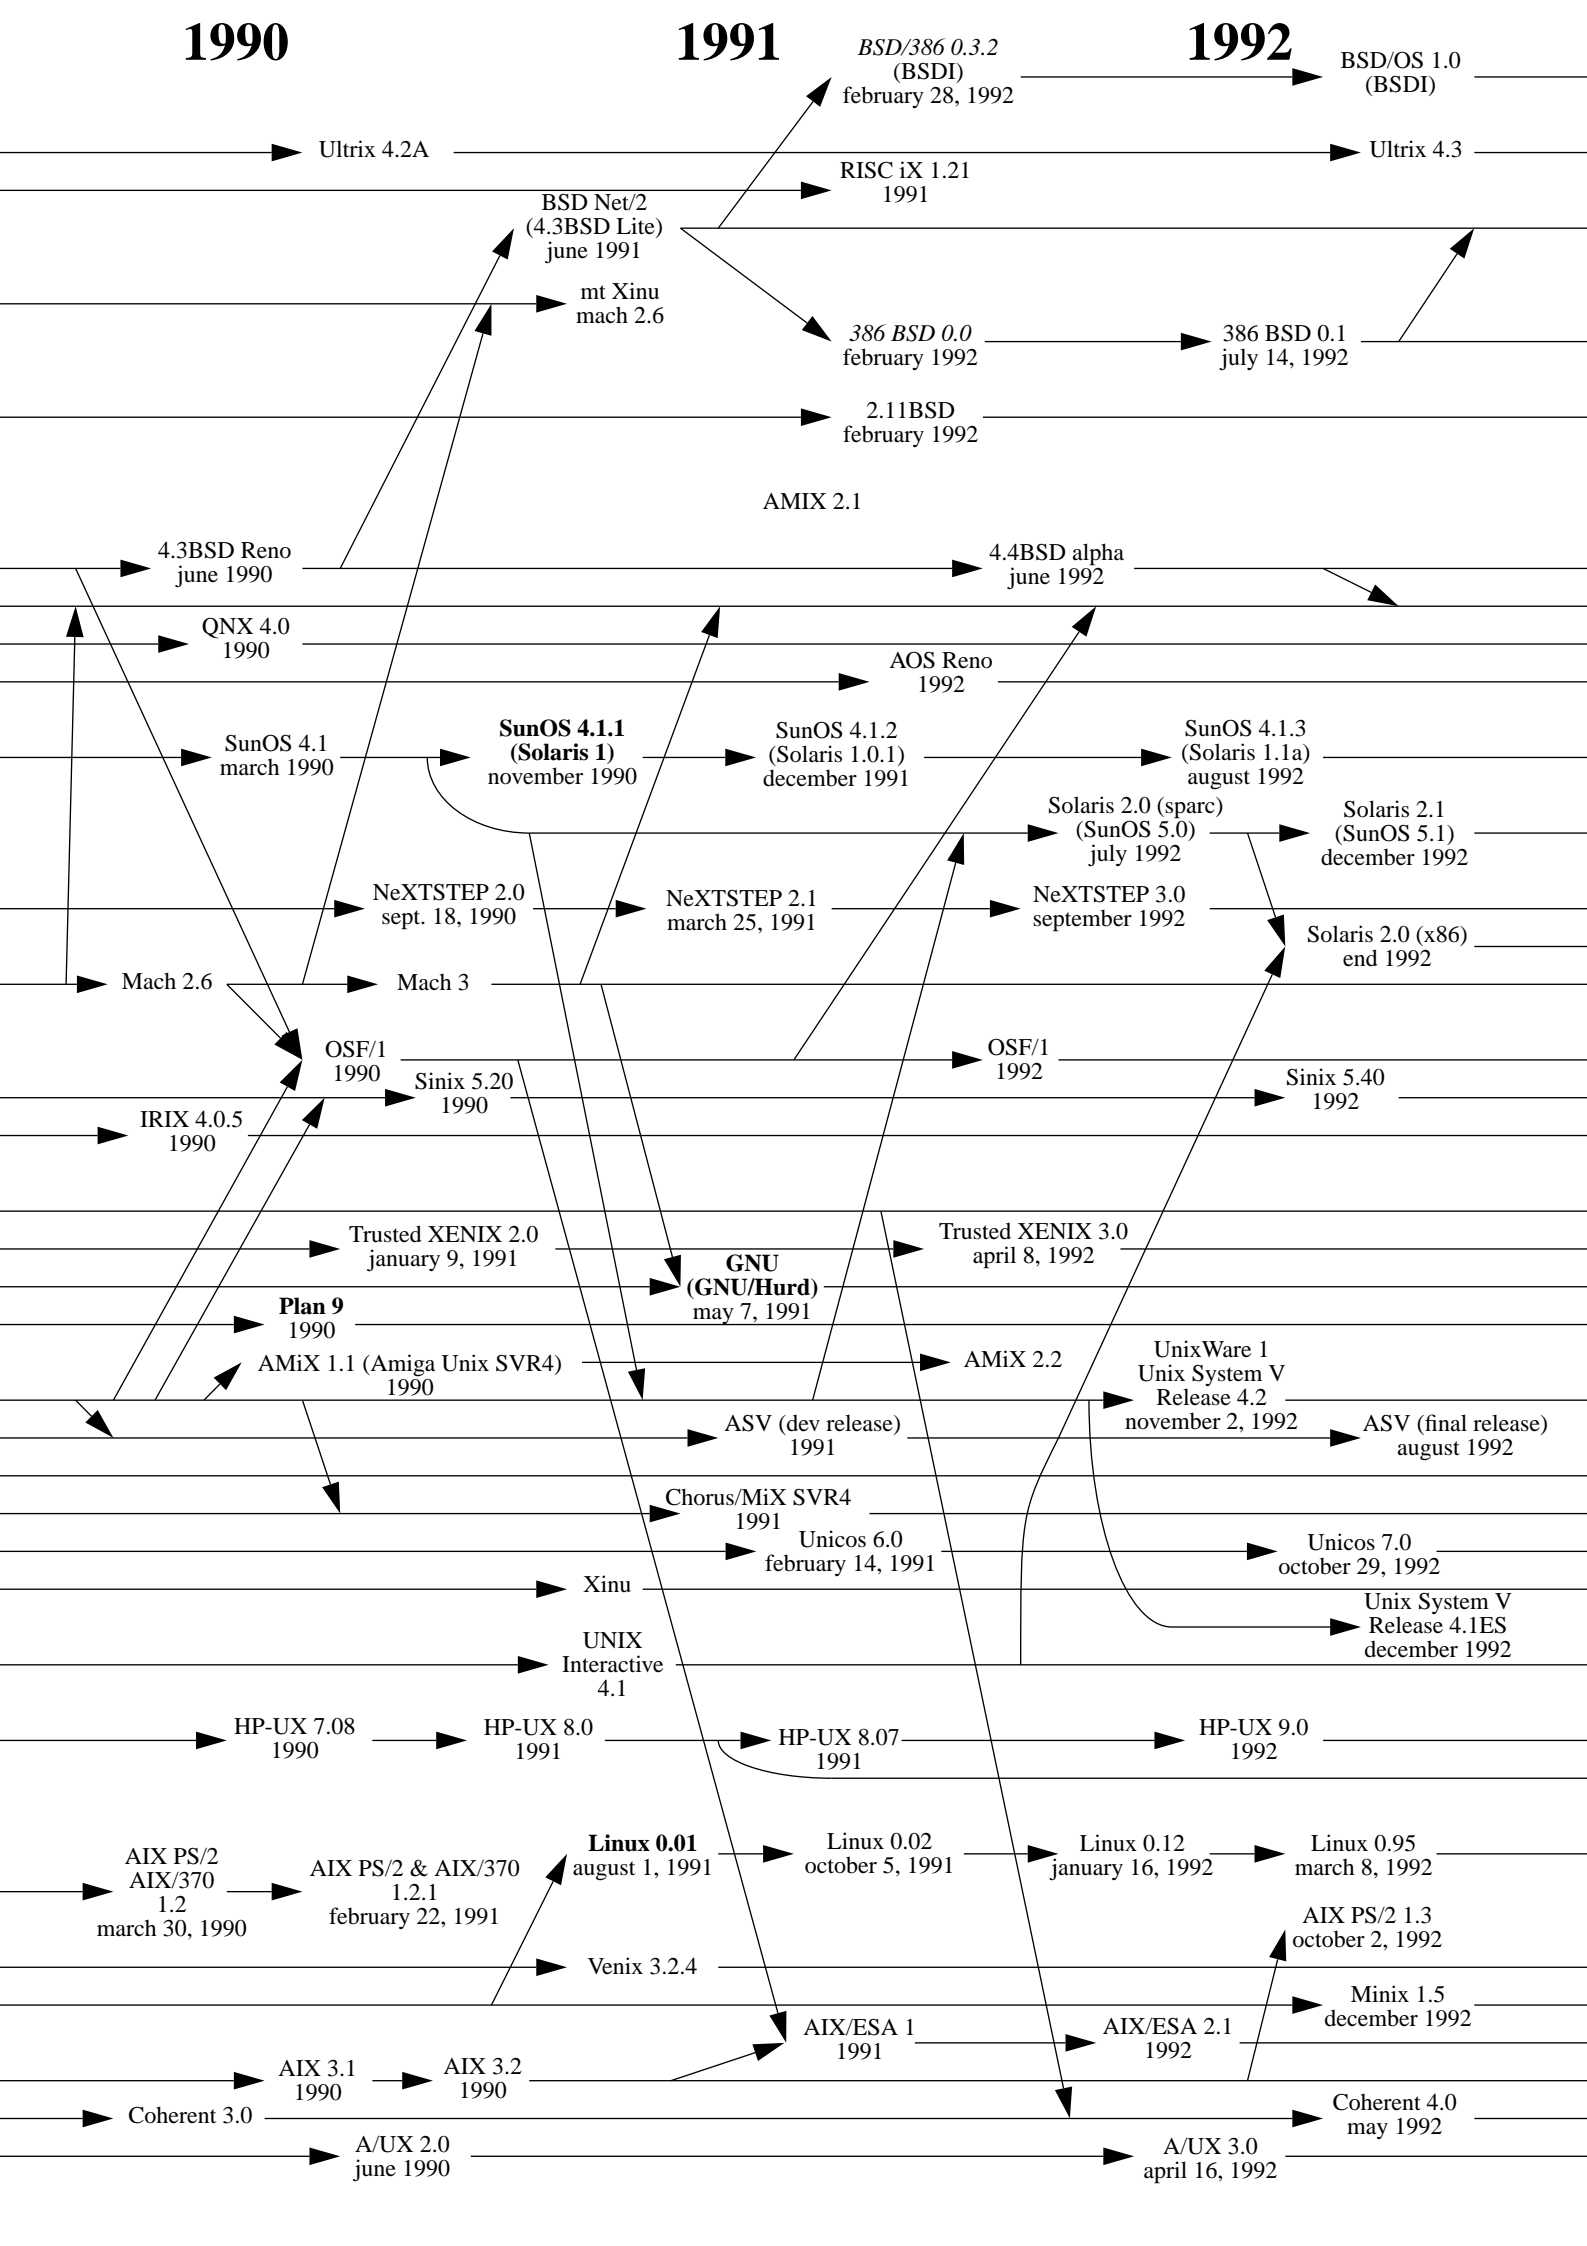 1990
1991
1992
BSD/386 0.3.2
(BSDI)
february 28, 1992
BSD/OS 1.0
(BSDI)
Ultrix 4.2A
Ultrix 4.3
RISC iX 1.21
1991
BSD Net/2
(4.3BSD Lite)
june 1991
mt Xinu
mach 2.6
386 BSD 0.0
february 1992
386 BSD 0.1
july 14, 1992
2.11BSD
february 1992
AMIX 2.1
4.3BSD Reno
june 1990
4.4BSD alpha
june 1992
QNX 4.0
1990
AOS Reno
1992
SunOS 4.1
march 1990
SunOS 4.1.1
(Solaris 1)
november 1990
SunOS 4.1.2
(Solaris 1.0.1)
december 1991
SunOS 4.1.3
(Solaris 1.1a)
august 1992
Solaris 2.0 (sparc)
(SunOS 5.0)
july 1992
Solaris 2.1
(SunOS 5.1)
december 1992
NeXTSTEP 2.0
sept. 18, 1990
NeXTSTEP 2.1
march 25, 1991
NeXTSTEP 3.0
september 1992
Solaris 2.0 (x86)
end 1992
Mach 2.6
Mach 3
OSF/1
1990
OSF/1
1992
Sinix 5.20
1990
Sinix 5.40
1992
IRIX 4.0.5
1990
Trusted XENIX 2.0
january 9, 1991
Trusted XENIX 3.0
april 8, 1992
GNU
(GNU/Hurd)
may 7, 1991
Plan 9
1990
AMiX 1.1 (Amiga Unix SVR4)
1990
AMiX 2.2
UnixWare 1
Unix System V
Release 4.2
november 2, 1992
ASV (dev release)
1991
ASV (final release)
august 1992
Chorus/MiX SVR4
1991
Unicos 6.0
february 14, 1991
Unicos 7.0
october 29, 1992
Xinu
Unix System V
Release 4.1ES
december 1992
UNIX
Interactive
4.1
HP-UX 7.08
1990
HP-UX 8.0
1991
HP-UX 8.07
1991
HP-UX 9.0
1992
Linux 0.01
august 1, 1991
Linux 0.02
october 5, 1991
Linux 0.12
january 16, 1992
Linux 0.95
march 8, 1992
AIX PS/2
AIX/370
1.2
march 30, 1990
AIX PS/2 & AIX/370
1.2.1
february 22, 1991
AIX PS/2 1.3
october 2, 1992
Venix 3.2.4
Minix 1.5
december 1992
AIX/ESA 1
1991
AIX/ESA 2.1
1992
AIX 3.1
1990
AIX 3.2
1990
Coherent 3.0
Coherent 4.0
may 1992
A/UX 2.0
june 1990
A/UX 3.0
april 16, 1992